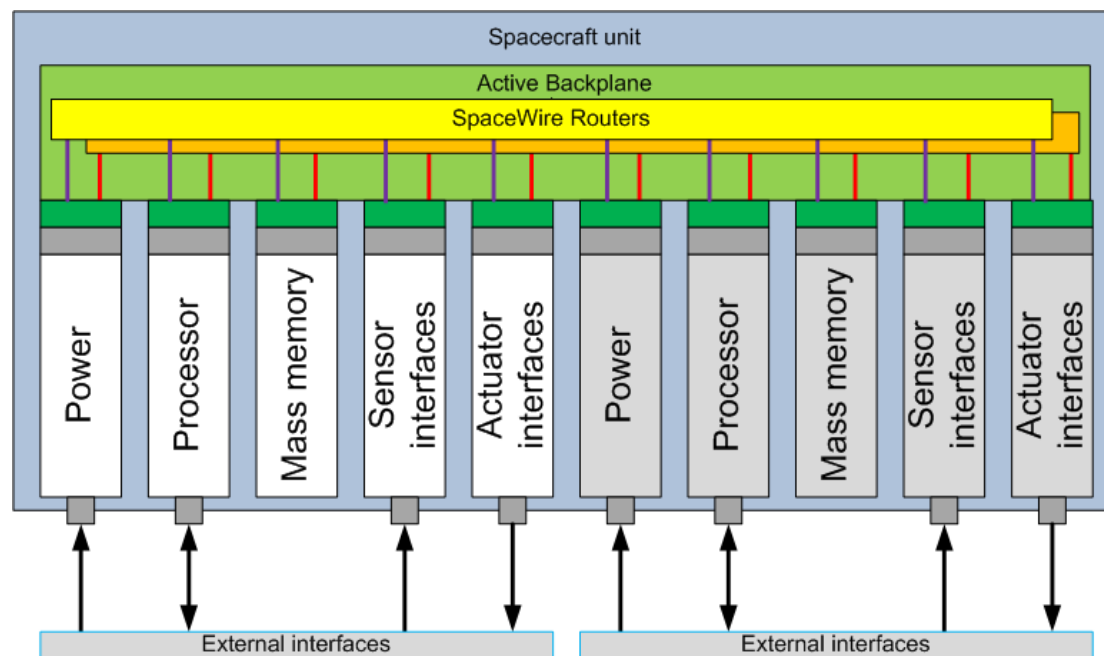 Spacecraft unit
Active Backplane
SpaceWire Routers
Power
Processor
Mass memory
Sensor
interfaces
Actuator
interfaces
Power
Processor
Mass memory
Sensor
interfaces
Actuator
interfaces
External interfaces
External interfaces